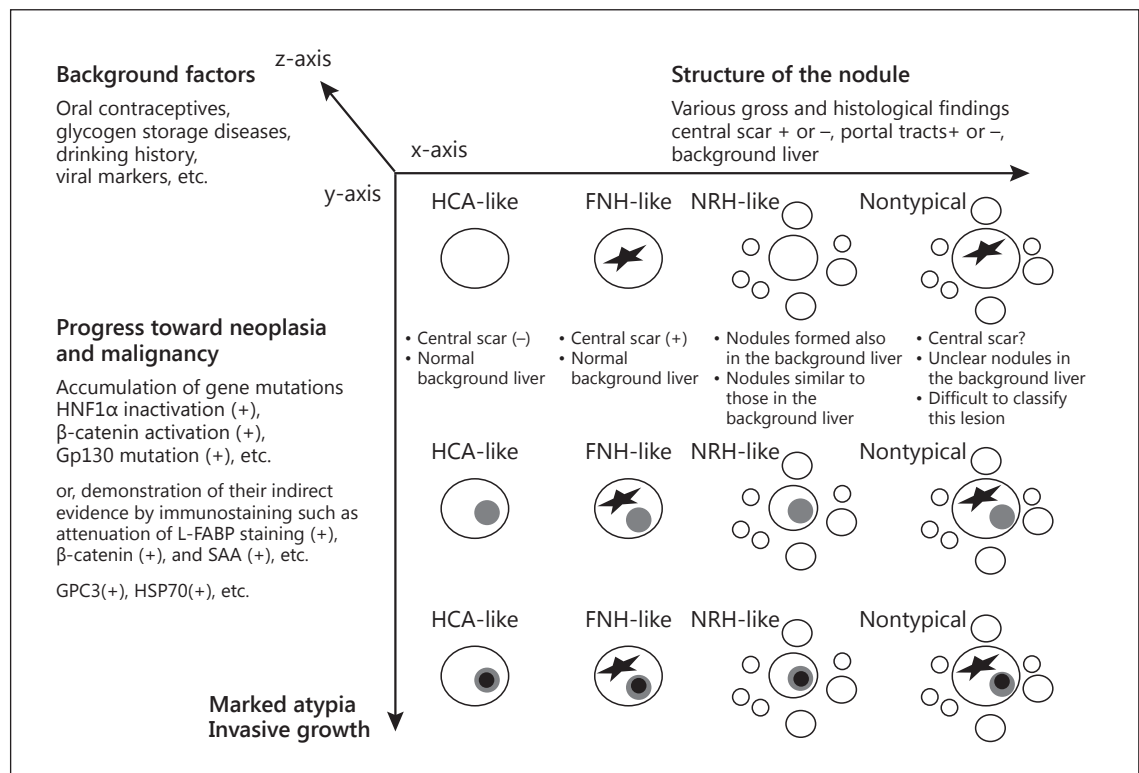 z-axis
Background factors
Oral contraceptives,
glycogen storage diseases,
drinking history,
viral markers, etc.
Structure of the nodule
Various gross and histological findings
central scar + or –, portal tracts+ or –,
background liver
x-axis
y-axis
HCA-like
FNH-like
NRH-like
Nontypical
• Central scar (–)
• Normal
background liver
• Central scar (+)
• Normal
background liver
• Nodules formed also
in the background liver
• Nodules similar to
those in the
background liver
• Central scar?
• Unclear nodules in
the background liver
• Difficult to classify
this lesion
Progress toward neoplasia
and malignancy
Accumulation of gene mutations
HNF1α inactivation (+),
β-catenin activation (+),
Gp130 mutation (+), etc.
or, demonstration of their indirect
evidence by immunostaining such as
attenuation of L-FABP staining (+),
β-catenin (+), and SAA (+), etc.
GPC3(+), HSP70(+), etc.
HCA-like
FNH-like
NRH-like
Nontypical
HCA-like
FNH-like
NRH-like
Nontypical
Marked atypia
Invasive growth